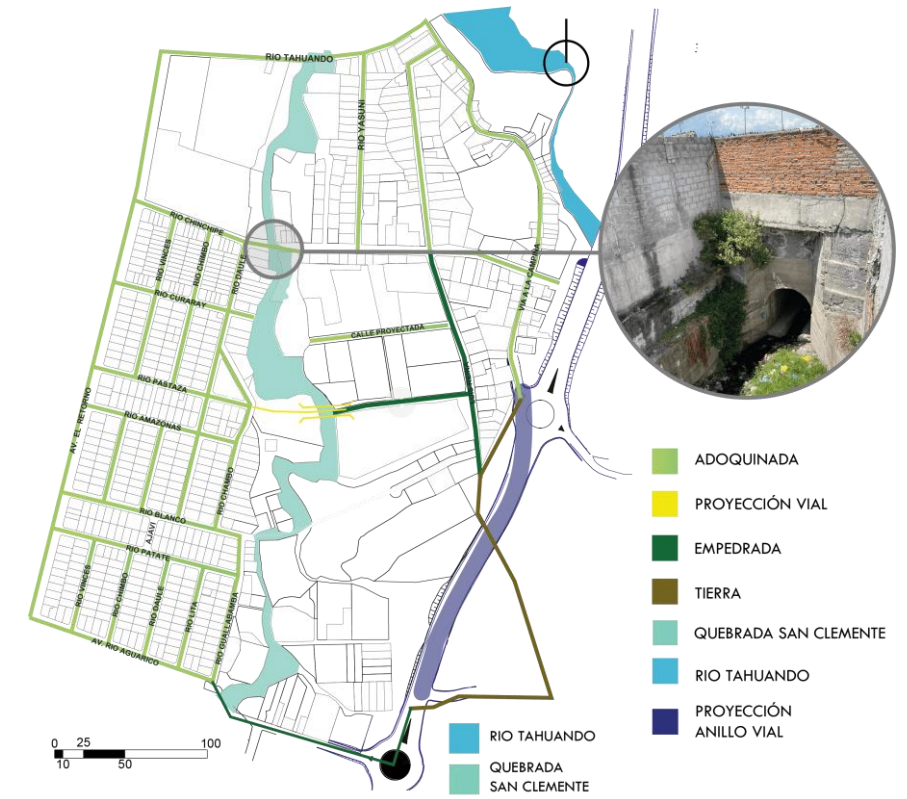 RIO TAHUANDO
RIO YASUNI
RIO CHINCHIPE
RIO VINCES
RIO CHIMBO
RIO DAULE
RIO CURARAY
VIA A LA CAMPIÑA
CALLE PROYECTADA
RIO PASTAZA
AV. EL RETORNO
RIO AMAZONAS
RIO CHAMBO
RIO BLANCO
AJAVI
RIO PATATE
RIO VINCES
RIO CHIMBO
RIO DAULE
RIO LITA
RIO GUALLABAMBA
AV. RIO AGUARICO
ADOQUINADA
PROYECCIÓN VIAL
EMPEDRADA
TIERRA
QUEBRADA SAN CLEMENTE
RIO TAHUANDO
PROYECCIÓN
ANILLO VIAL
RIO TAHUANDO
QUEBRADA
SAN CLEMENTE
0 25 100
10 50